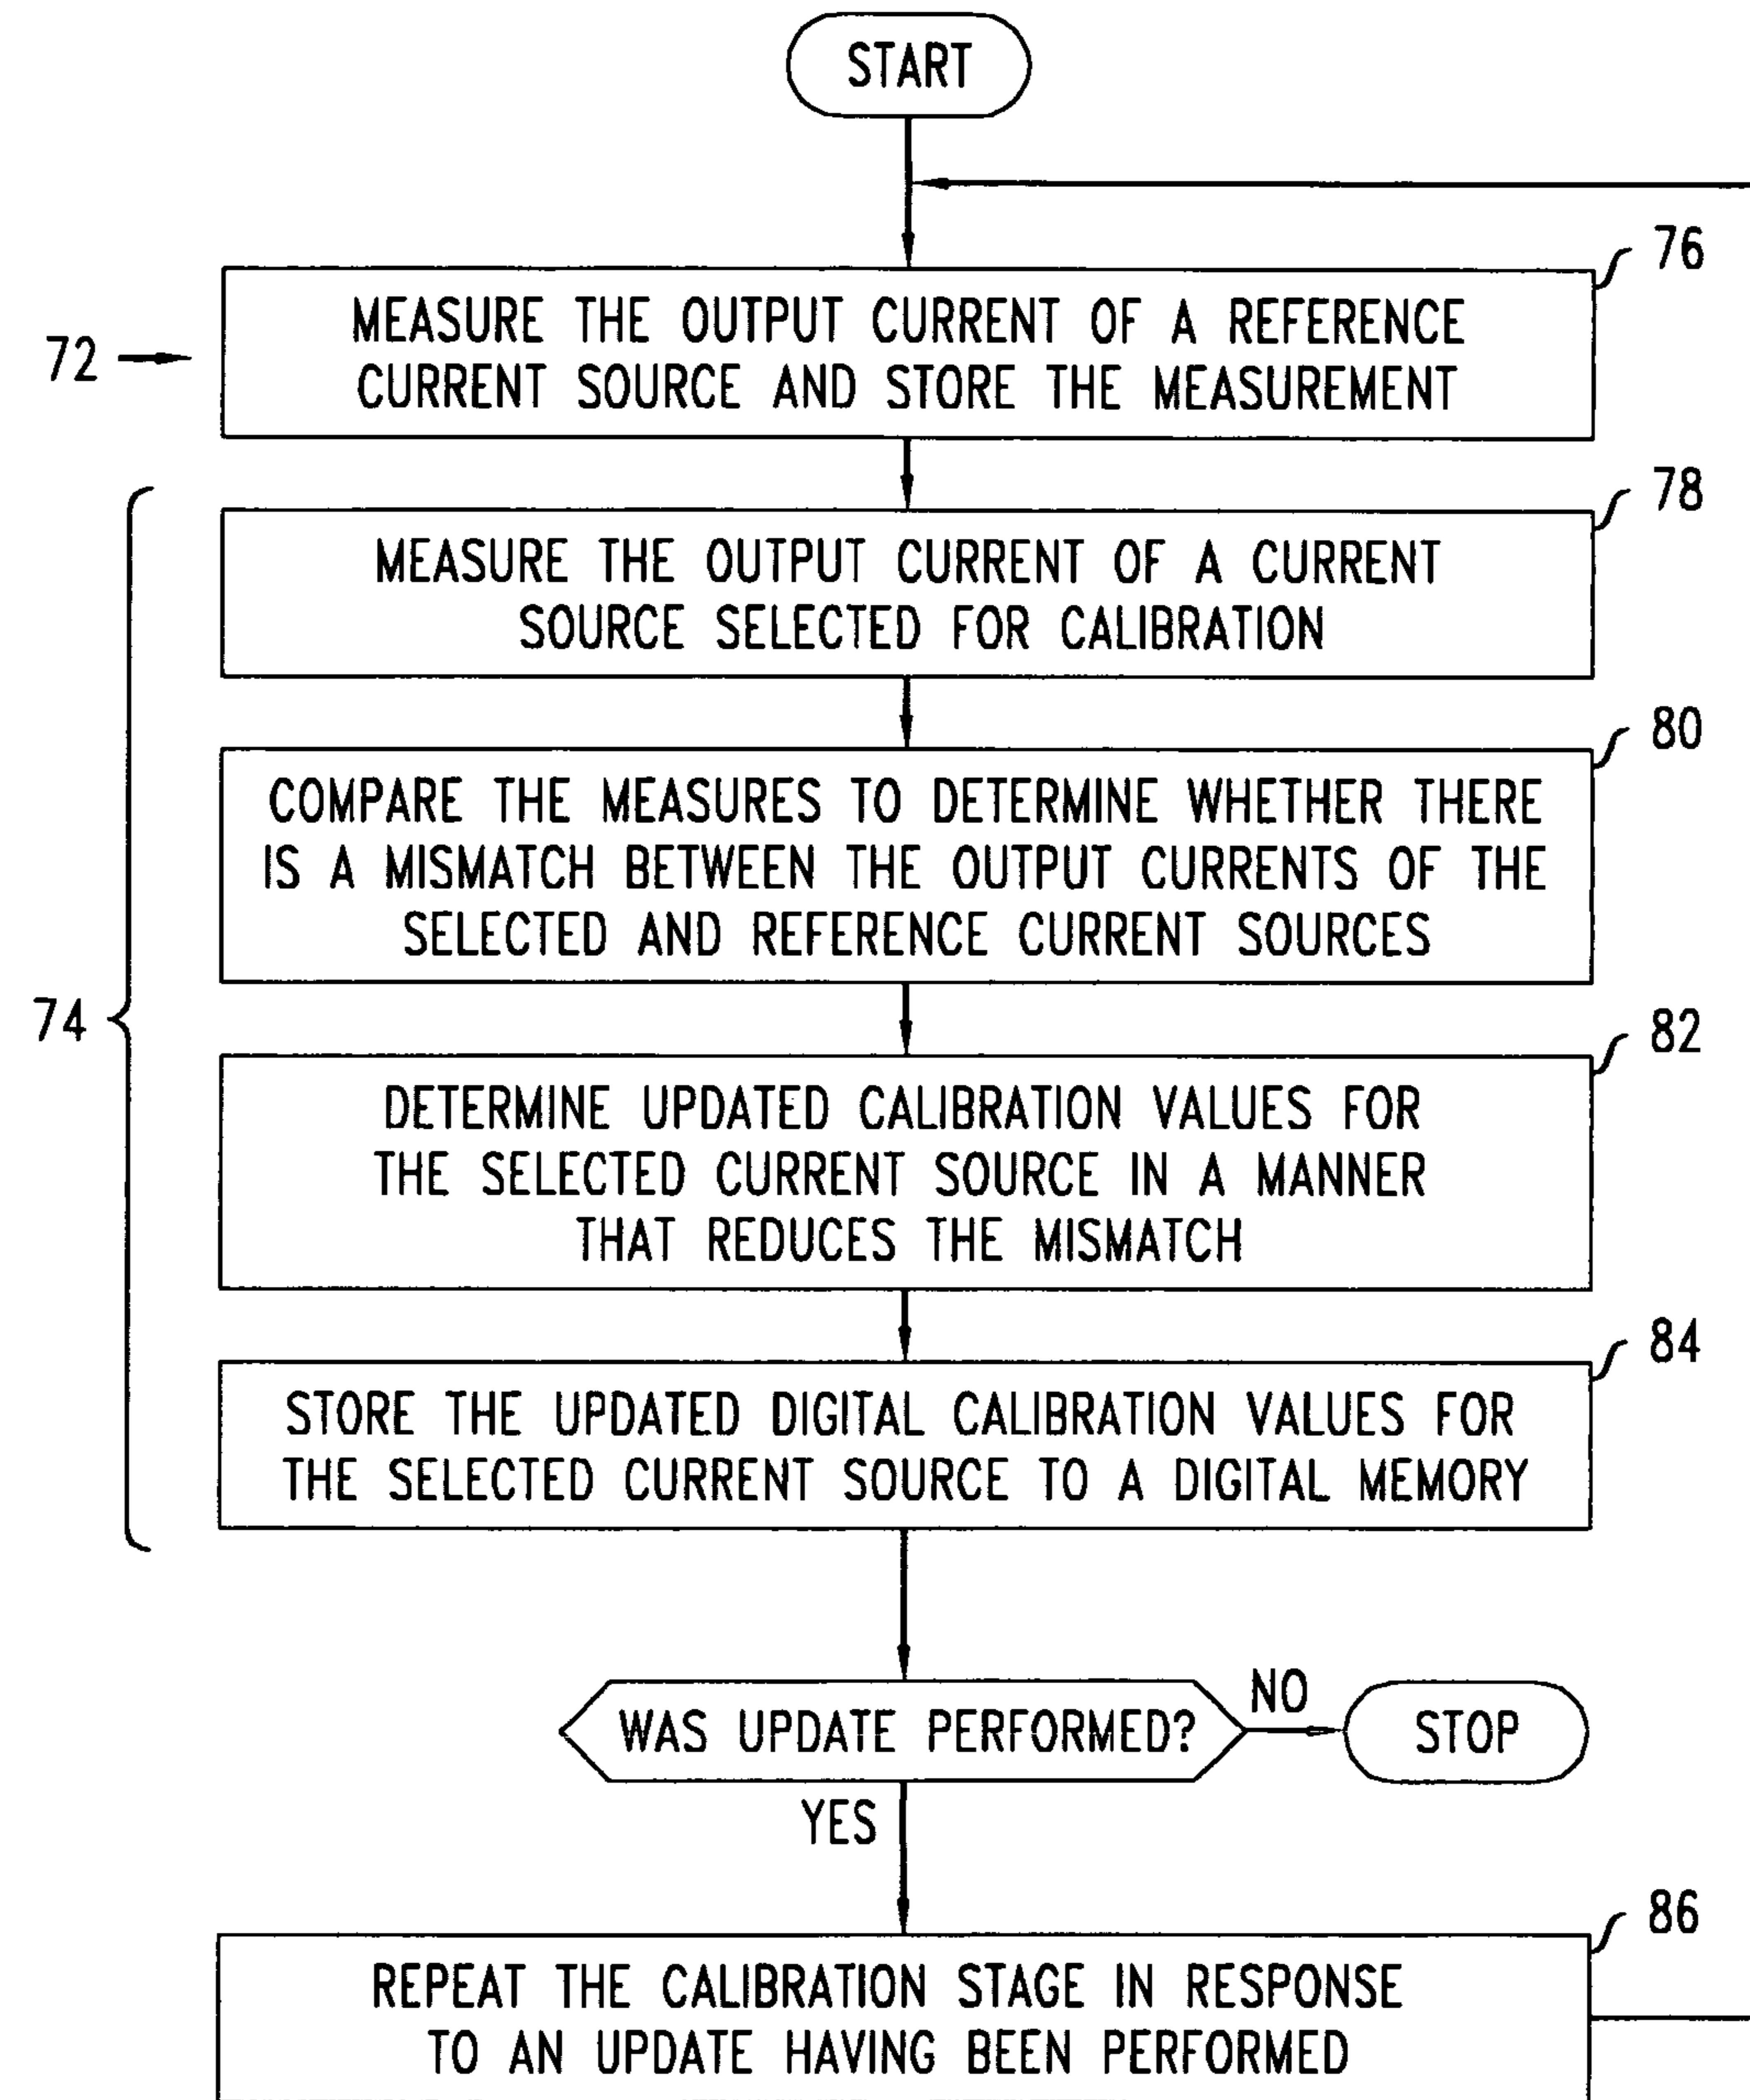 START
76
72
MEASURE THE OUTPUT CURRENT OF A REFERENCE
CURRENT SOURCE AND STORE THE MEASUREMENT
78
MEASURE THE OUTPUT CURRENT OF A CURRENT
SOURCE SELECTED FOR CALIBRATION
80
COMPARE THE MEASURES TO DETERMINE WHETHER THERE
IS A MISMATCH BETWEEN THE OUTPUT CURRENTS OF THE
SELECTED AND REFERENCE CURRENT SOURCES
74
82
DETERMINE UPDATED CALIBRATION VALUES FOR
THE SELECTED CURRENT SOURCE IN A MANNER
THAT REDUCES THE MISMATCH
84
STORE THE UPDATED DIGITAL CALIBRATION VALUES FOR
THE SELECTED CURRENT SOURCE TO A DIGITAL MEMORY
WAS UPDATE PERFORMED?
NO
STOP
YES
86
REPEAT THE CALIBRATION STAGE IN RESPONSE
TO AN UPDATE HAVING BEEN PERFORMED